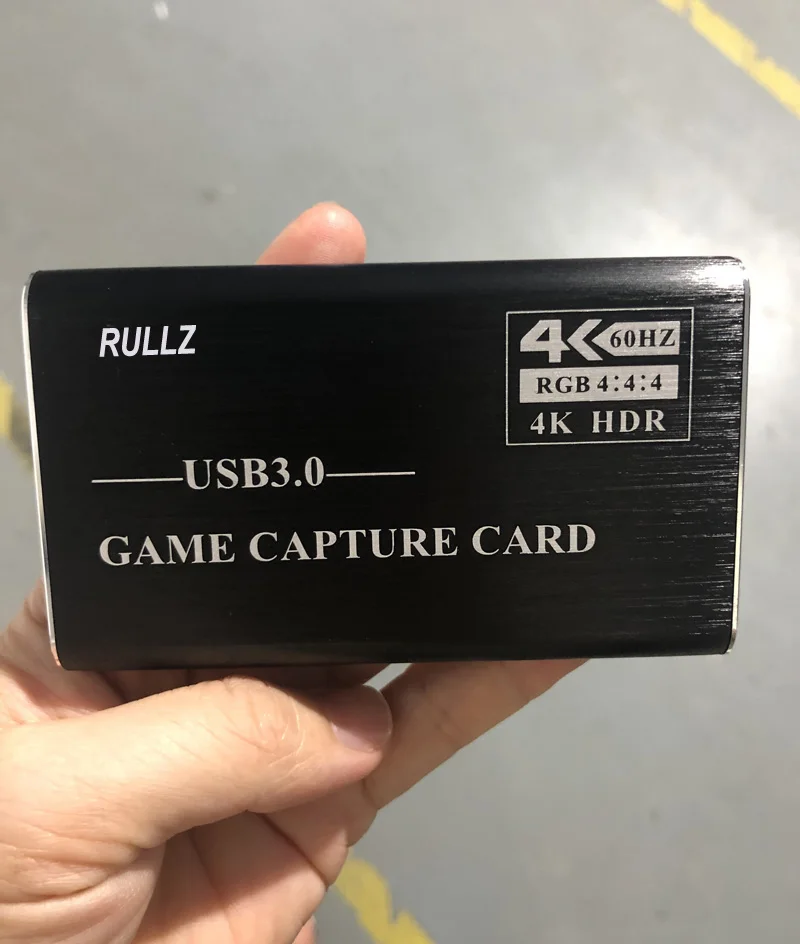 RULLZ
4K 60HZ
RGB 4:4:4
4K HDR
USB3.0
GAME CAPTURE CARD